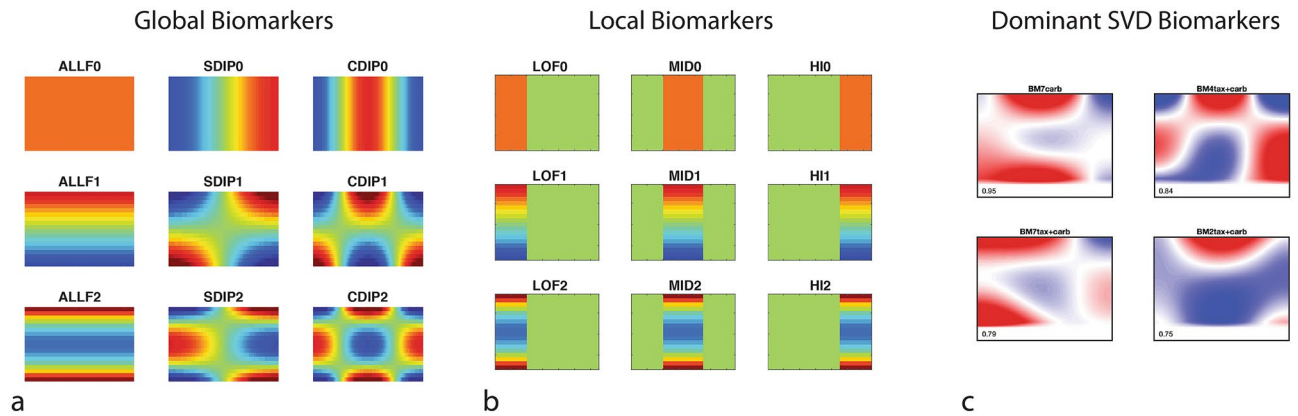 Global Biomarkers
ALLF0 SDIP0 CDIP0
ALLF1 SDIP1 CDIP1
ALLF2 SDIP2 CDIP2
a
Local Biomarkers
LOF0 MID0 HI0
LOF1 MID1 HI1
LOF2 MID2 HI2
b
Dominant SVD Biomarkers
BM7carb BM4tax+carb
0.95 0.84
BM7tax+carb BM2tax+carb
0.79 0.75
c